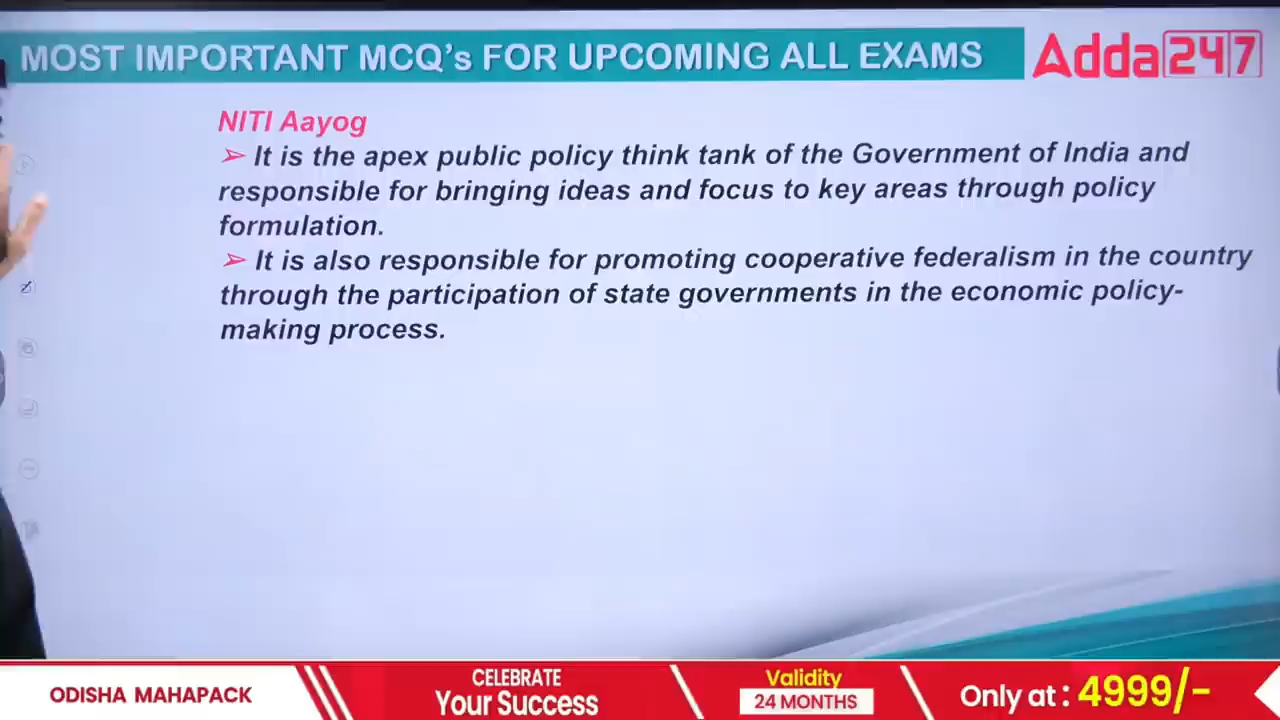 MOST IMPORTANT MCQ's FOR UPCOMING ALL EXAMS
Adda247
NITI Aayog
➢ It is the apex public policy think tank of the Government of India and
responsible for bringing ideas and focus to key areas through policy
formulation.
➢ It is also responsible for promoting cooperative federalism in the country
through the participation of state governments in the economic policy-
making process.
ODISHA MAHAPACK
CELEBRATE
Your Success
Validity
24 MONTHS
Only at : 4999/-